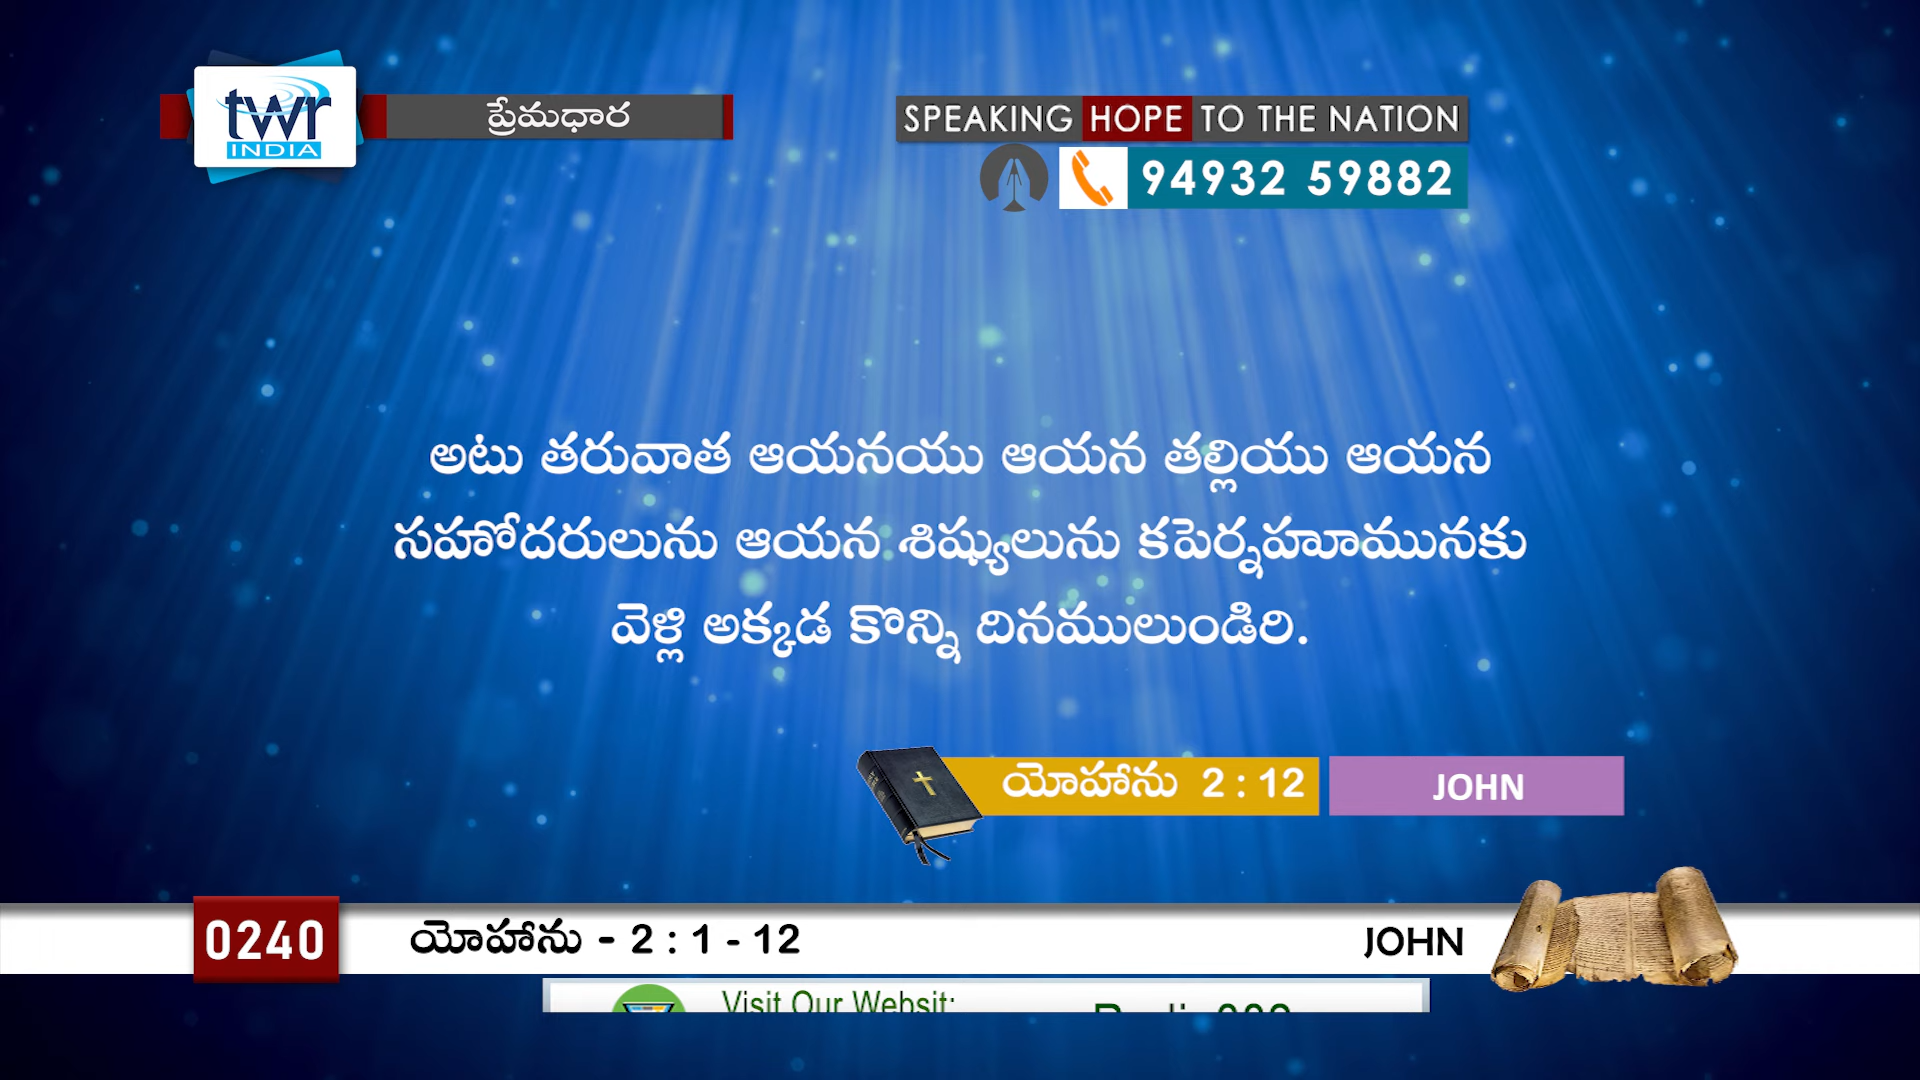 twr
INDIA
ప్రేమధార
SPEAKING HOPE TO THE NATION
94932 59882
అటు తరువాత ఆయనయు ఆయన తల్లియు ఆయన
సహోదరులును ఆయన శిష్యులును కపెర్నహూమునకు
వెళ్లి అక్కడ కొన్ని దినములుండిరి.
యోహాను 2 : 12
JOHN
0240
యోహాను - 2 : 1 - 12
JOHN
Visit Our Websit: